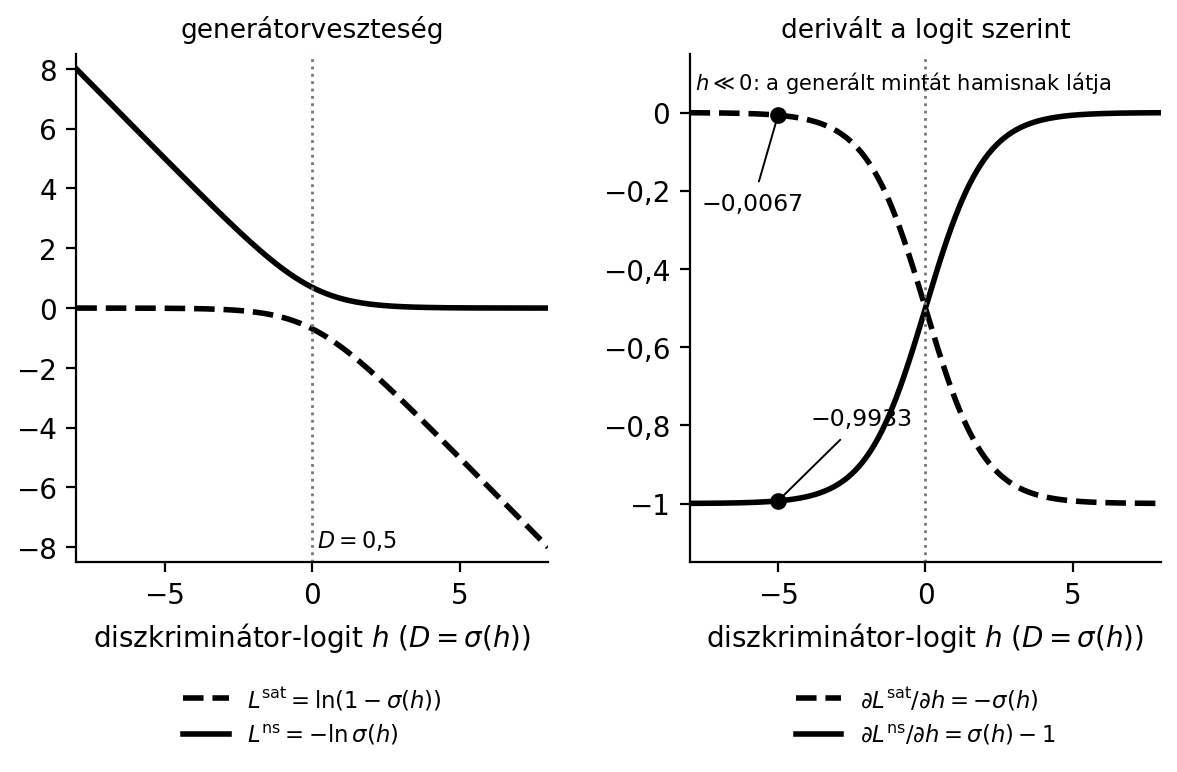 generátorveszteség
8
6
4
2
0
−2
−4
−6
−8
D = 0,5
−5 0 5
diszkriminátor-logit h (D = σ(h))
L^sat = ln(1 − σ(h))
L^ns = −ln σ(h)
derivált a logit szerint
h ≪ 0: a generált mintát hamisnak látja
0
−0,2
−0,4
−0,6
−0,8
−1
−0,0067
−0,9933
−5 0 5
diszkriminátor-logit h (D = σ(h))
∂L^sat/∂h = −σ(h)
∂L^ns/∂h = σ(h) − 1